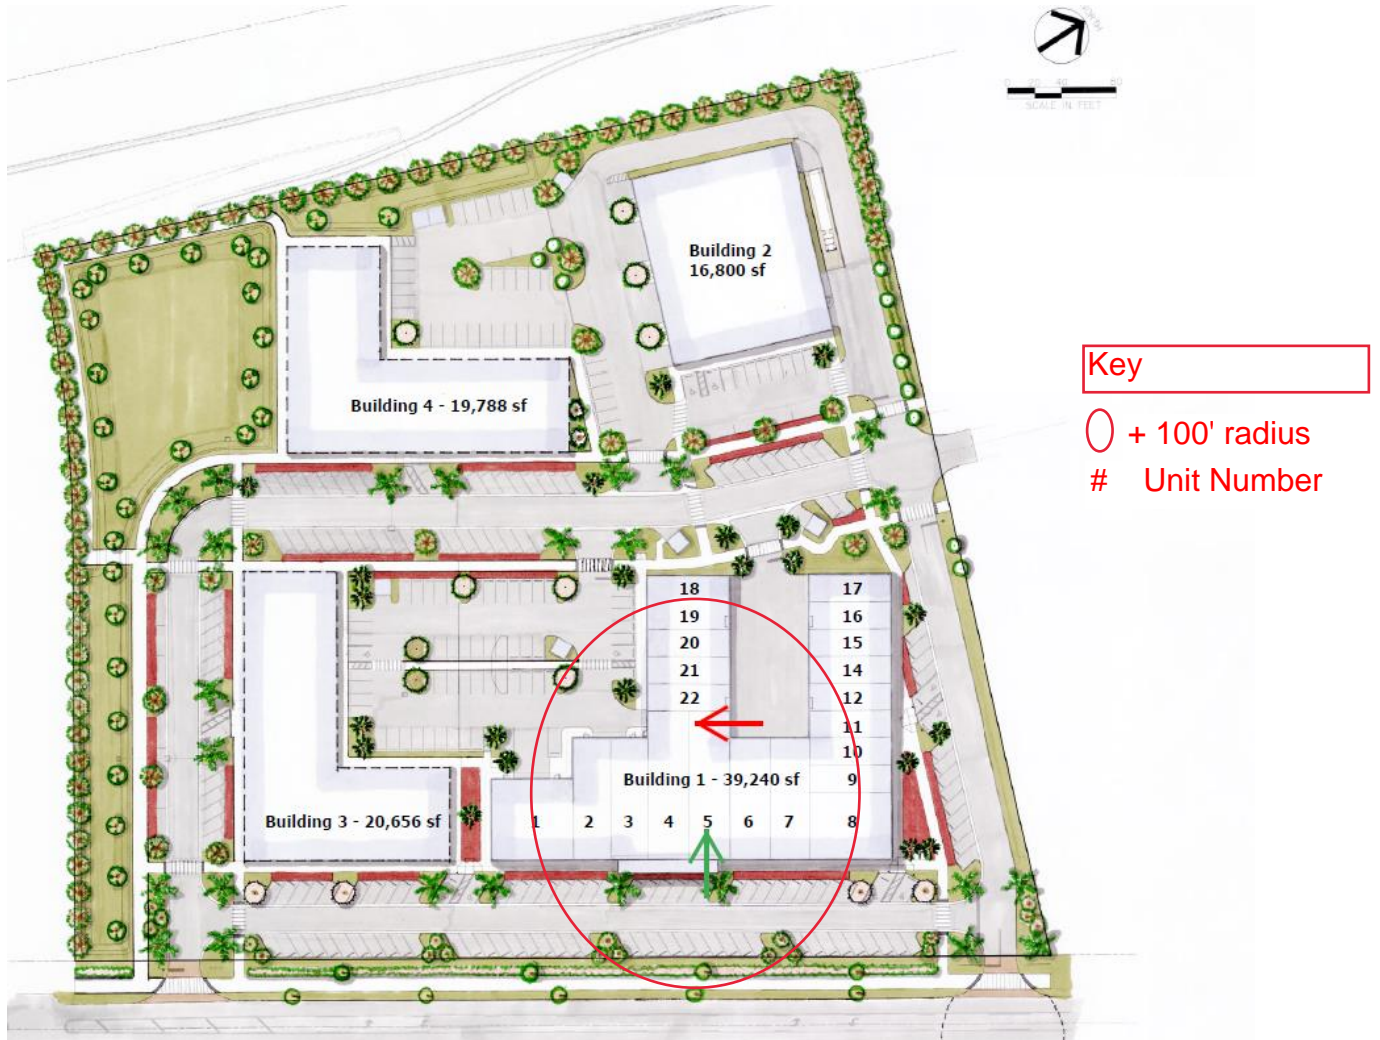 NORTH
0 20 40 80
SCALE IN FEET
Building 2
16,800 sf
Key
+ 100' radius
# Unit Number
Building 4 - 19,788 sf
18
17
19
16
20
15
21
14
22
12
11
10
Building 1 - 39,240 sf
9
Building 3 - 20,656 sf
1
2
3
4
5
6
7
8